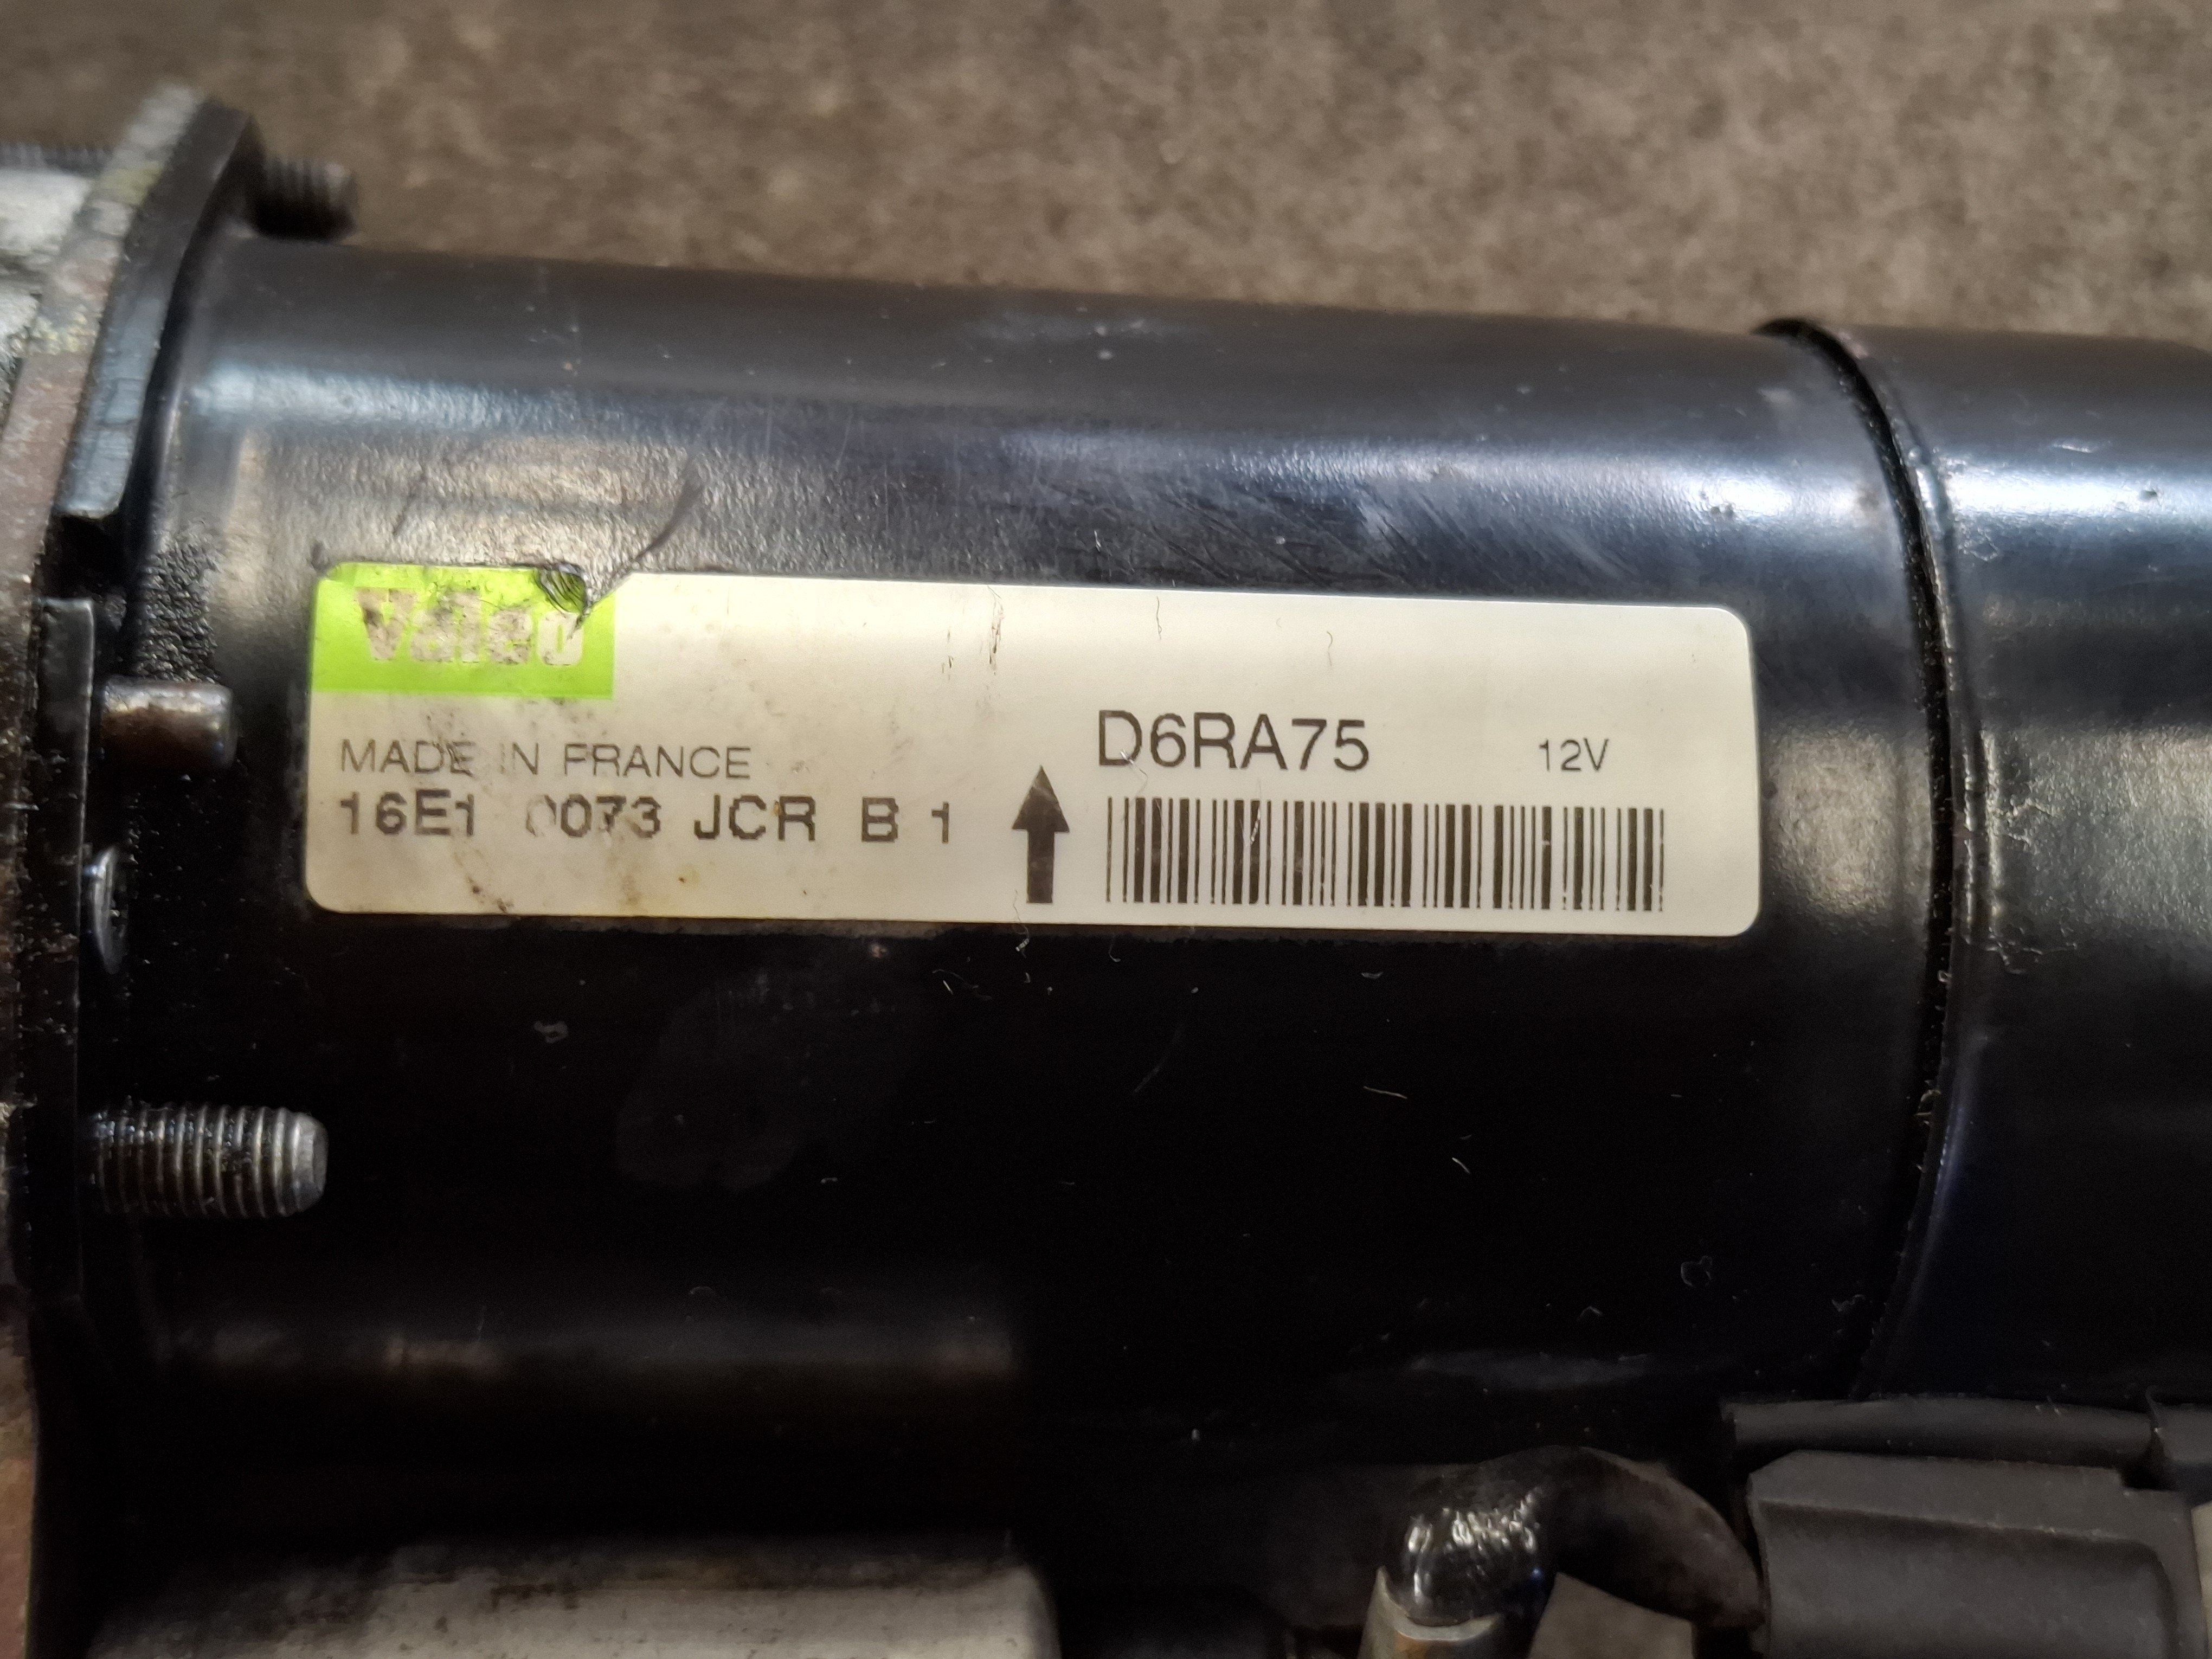 Valeo
MADE IN FRANCE
16E1 0073 JCR B 1
D6RA75 12V